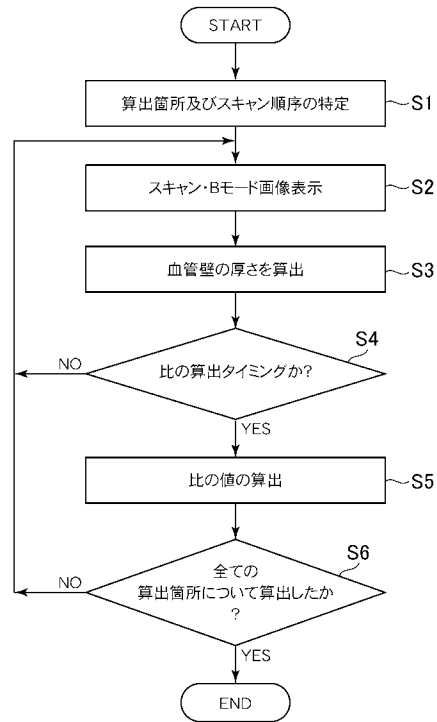 START
算出箇所及びスキャン順序の特定
S1
スキャン・Bモード画像表示
S2
血管壁の厚さを算出
S3
S4
比の算出タイミングか?
NO
YES
比の値の算出
S5
S6
全ての
算出箇所について算出したか
?
NO
YES
END